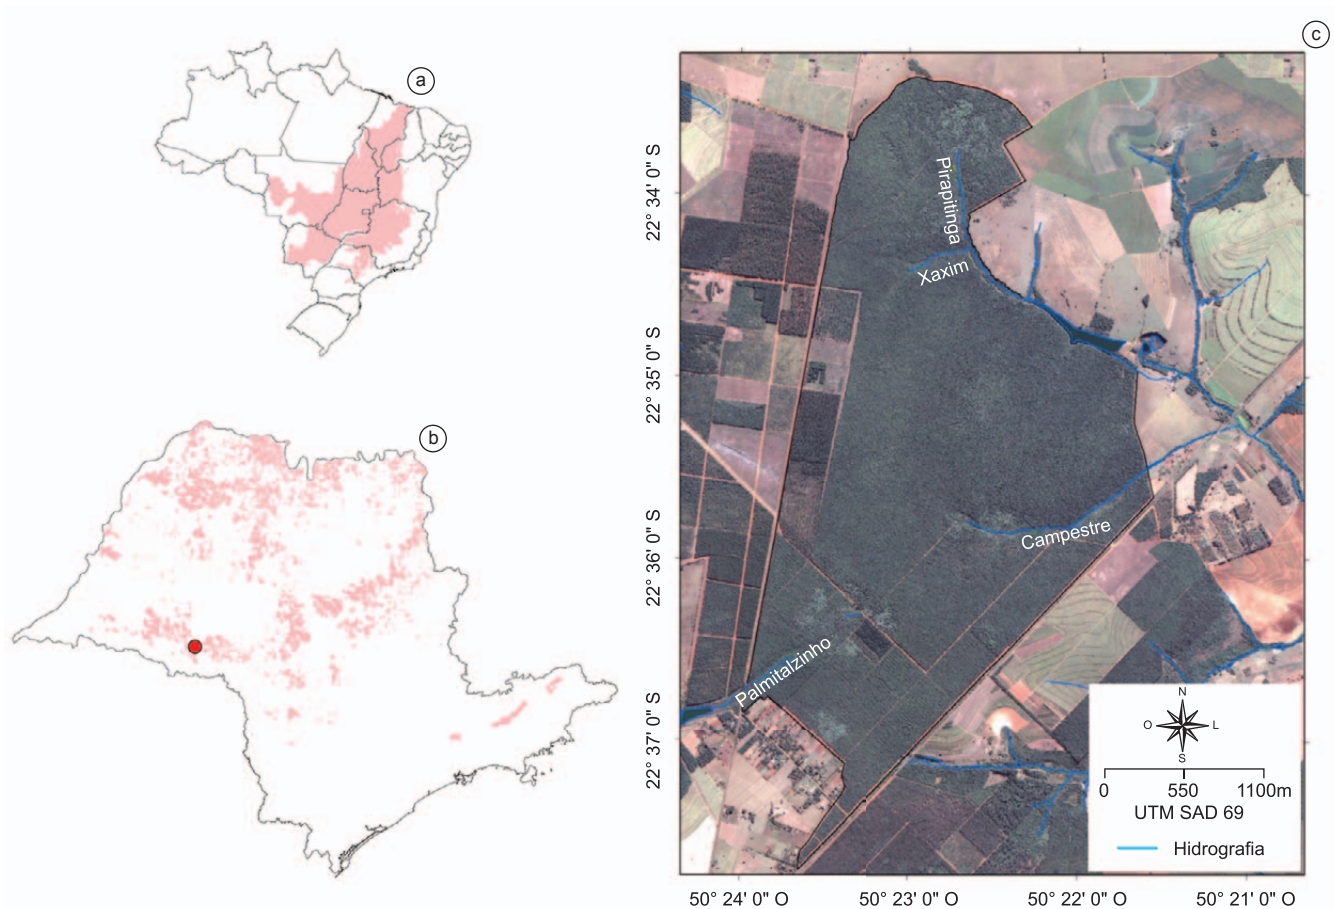 a
b
c
22° 34' 0" S
22° 35' 0" S
22° 36' 0" S
22° 37' 0" S
Pirapitinga
Xaxim
Campestre
Palmitalzinho
N
O
L
S
0 550 1100m
UTM SAD 69
Hidrografia
50° 24' 0" O 50° 23' 0" O 50° 22' 0" O 50° 21' 0" O